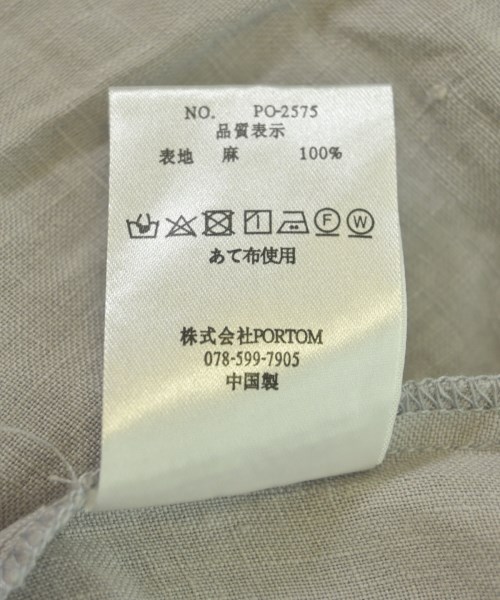 NO. PO-2575
品質表示
表地 麻 100%
F W
あて布使用
株式会社PORTOM
078-599-7905
中国製